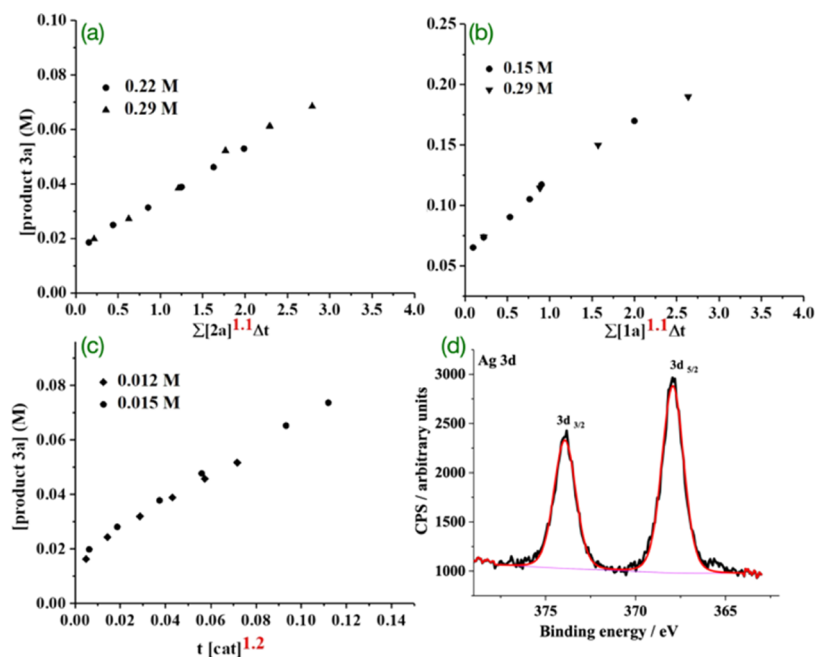 (a)
0.22 M
0.29 M
[product 3a] (M)
0.10
0.08
0.06
0.04
0.02
0.00
0.0 0.5 1.0 1.5 2.0 2.5 3.0 3.5 4.0
Σ[2a]^1.1Δt
(b)
0.15 M
0.29 M
0.25
0.20
0.15
0.10
0.05
0.0 0.5 1.0 1.5 2.0 2.5 3.0 3.5 4.0
Σ[1a]^1.1Δt
(c)
0.012 M
0.015 M
[product 3a] (M)
0.08
0.06
0.04
0.02
0.00
0.00 0.02 0.04 0.06 0.08 0.10 0.12 0.14
t [cat]^1.2
(d)
Ag 3d
3d 5/2
3d 3/2
CPS / arbitrary units
3000
2500
2000
1500
1000
375 370 365
Binding energy / eV